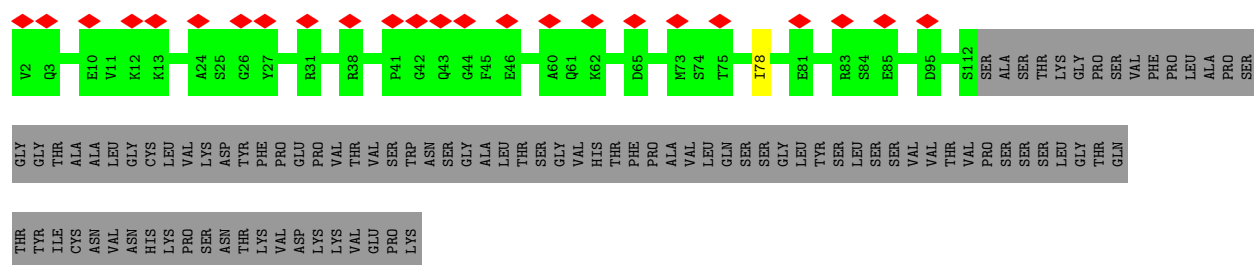 V2 Q3 E10 V11 K12 K13 A24 S25 G26 Y27 R31 R38 P41 G42 Q43 G44 F45 E46 A60 Q61 K62 D65 M73 S74 T75 I78 E81 R83 S84 E85 D95 S112 SER ALA SER THR LYS GLY PRO SER VAL PHE PRO LEU ALA PRO SER
GLY GLY THR ALA ALA LEU GLY CYS LEU VAL LYS ASP TYR PHE PRO GLU PRO VAL THR VAL SER TRP ASN SER GLY ALA LEU THR SER GLY VAL HIS THR PHE PRO ALA VAL LEU GLN SER SER GLY LEU TYR SER LEU SER SER VAL VAL THR VAL PRO SER SER SER LEU GLY THR GLN
THR TYR ILE CYS ASN VAL ASN HIS LYS PRO SER ASN THR LYS VAL ASP LYS LYS VAL GLU PRO LYS